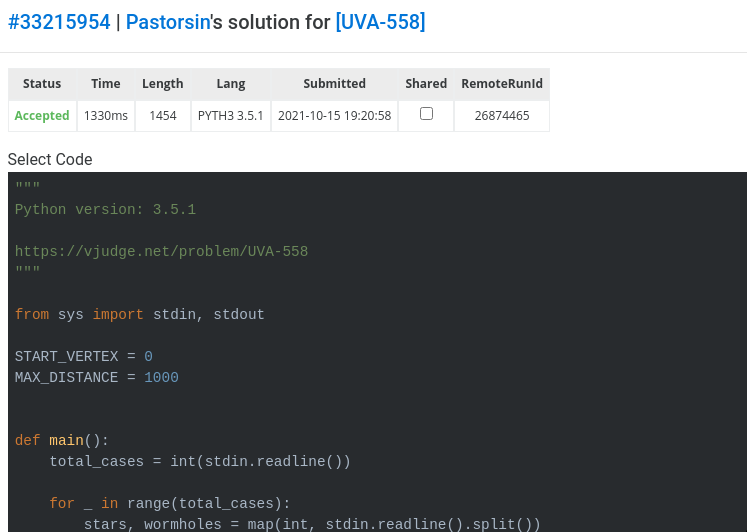 #33215954 | Pastorsin's solution for [UVA-558]
Status Time Length Lang Submitted Shared RemoteRunId
Accepted 1330ms 1454 PYTH3 3.5.1 2021-10-15 19:20:58 26874465
Select Code
"""
Python version: 3.5.1
https://vjudge.net/problem/UVA-558
"""
from sys import stdin, stdout
START_VERTEX = 0
MAX_DISTANCE = 1000
def main():
    total_cases = int(stdin.readline())
    for _ in range(total_cases):
        stars, wormholes = map(int, stdin.readline().split())